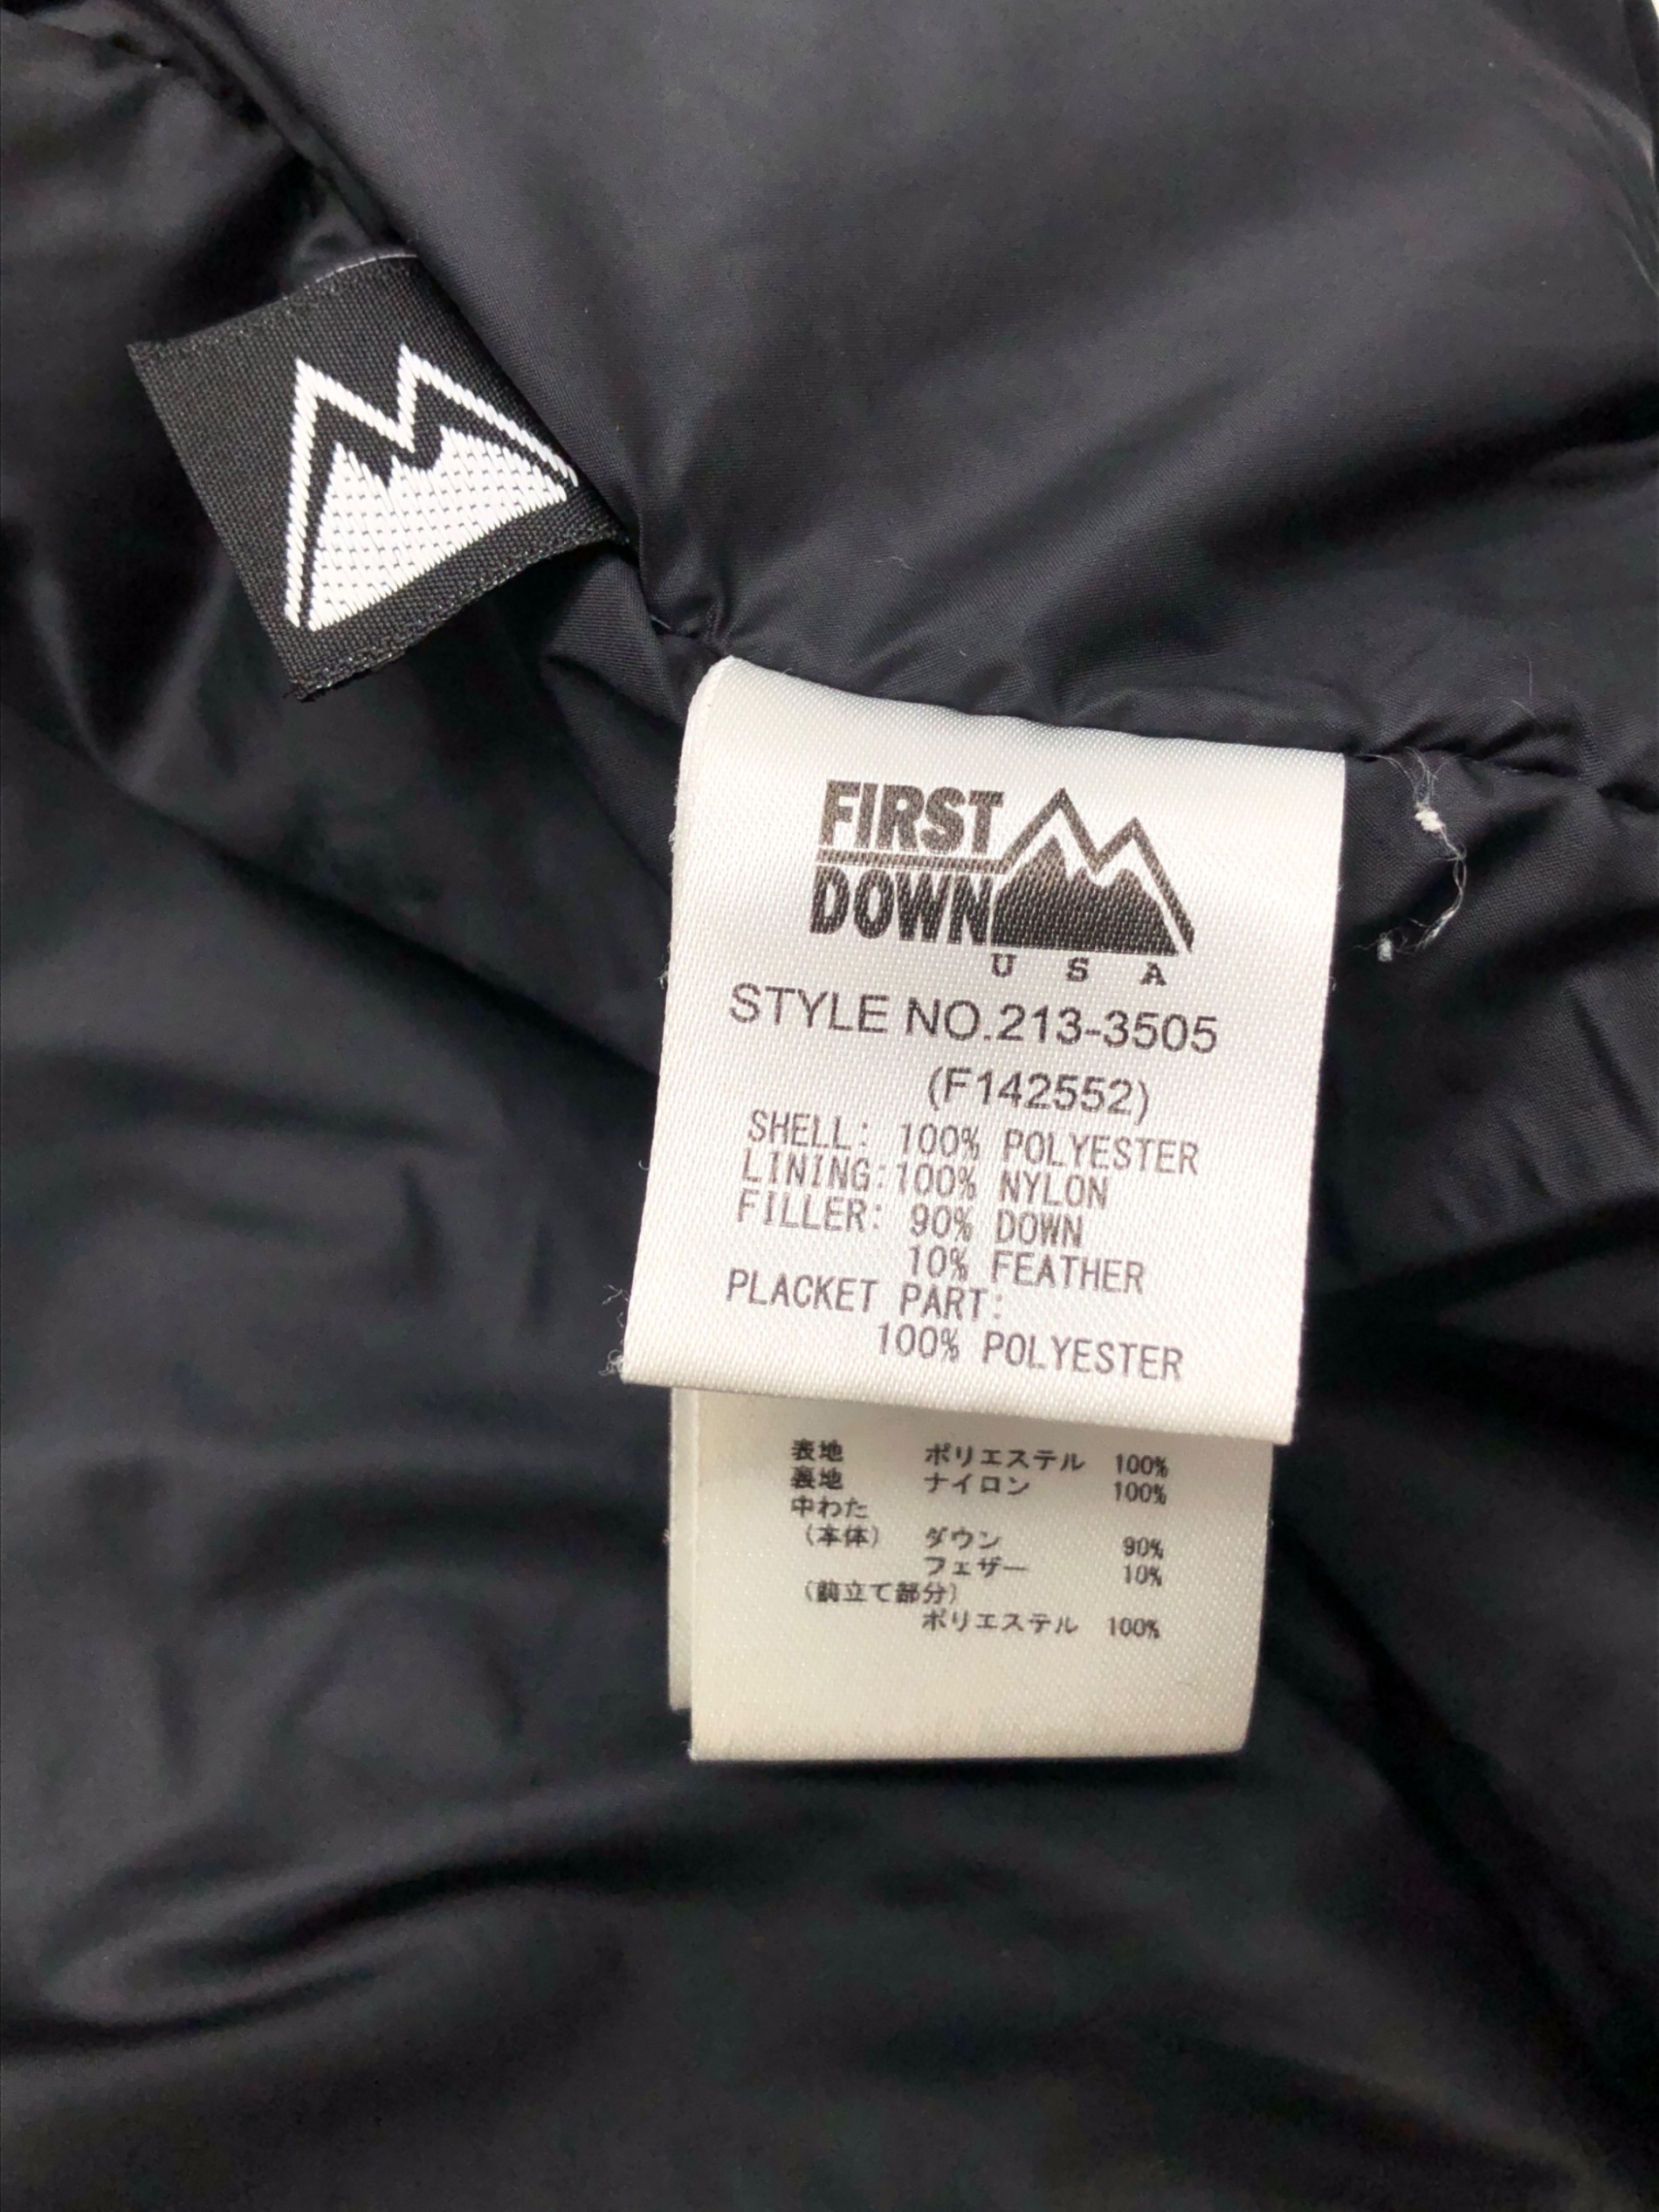 FIRST
DOWN
USA
STYLE NO.213-3505
(F142552)
SHELL: 100% POLYESTER
LINING:100% NYLON
FILLER: 90% DOWN
10% FEATHER
PLACKET PART:
100% POLYESTER
表地 ポリエステル 100%
裏地 ナイロン 100%
中わた
(本体) ダウン 90%
フェザー 10%
(前立て部分)
ポリエステル 100%